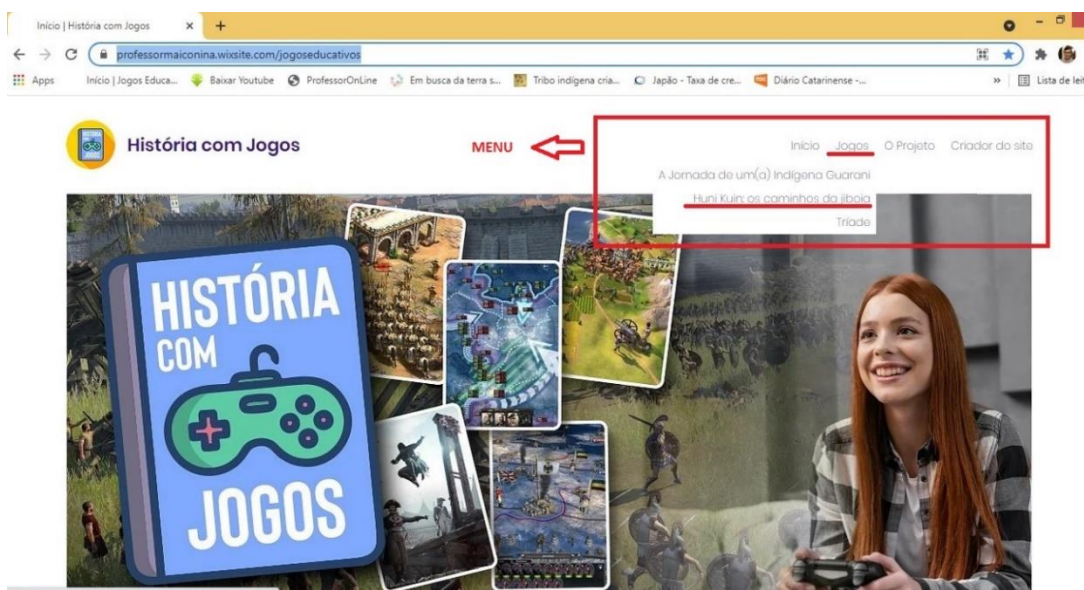 Início | História com Jogos
professormaiconina.wixsite.com/jogoseducativos
Apps Início | Jogos Educa... Baixar Youtube ProfessorOnLine Em busca da terra s... Tribo indígena cria... Japão - Taxa de cre... Diário Catarinense -... » Lista de leit
História com Jogos
MENU
Início Jogos O Projeto Criador do site
A Jornada de um(a) Indígena Guarani
Huni Kuin: os caminhos da jiboia
Tríade
HISTÓRIA
COM
JOGOS